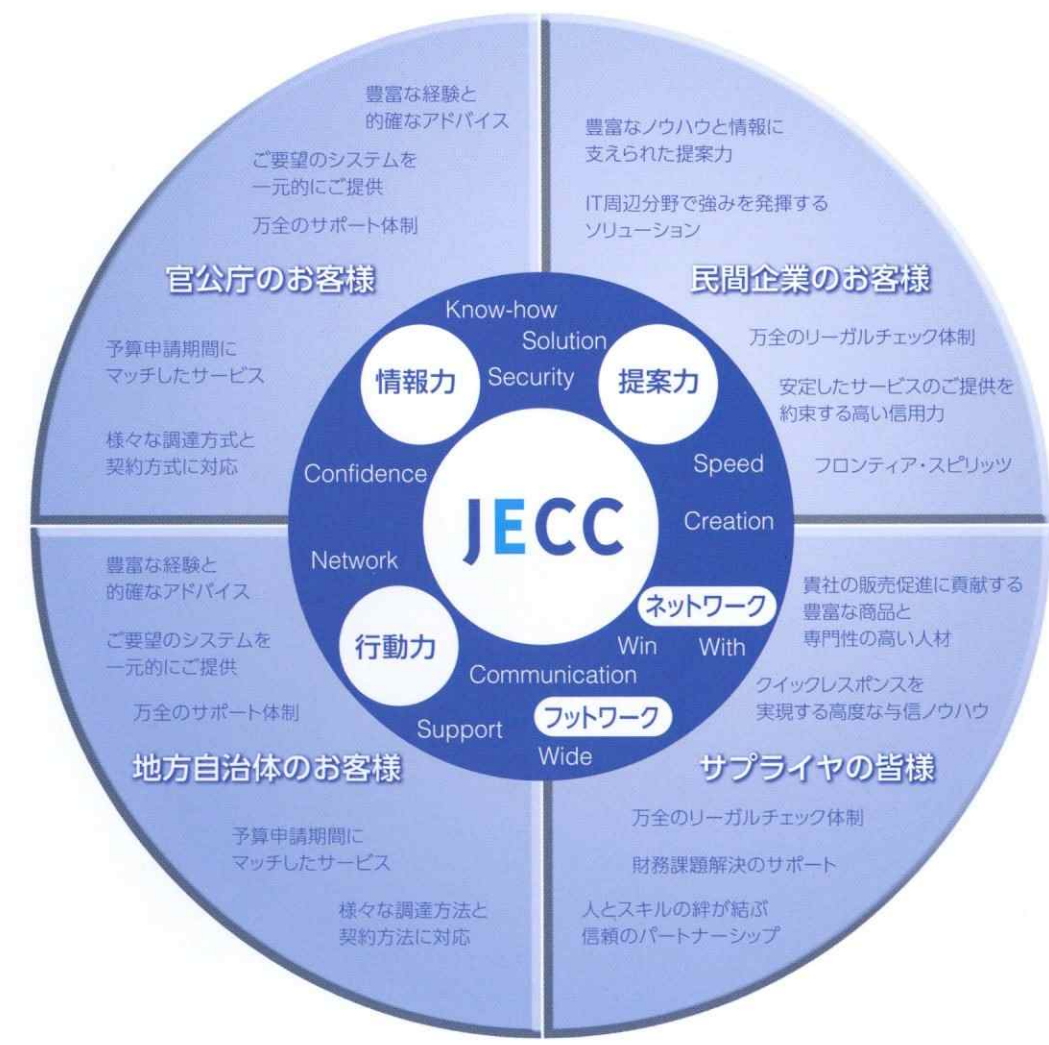 豊富な経験と
的確なアドバイス
ご要望のシステムを
一元的にご提供
万全のサポート体制
官公庁のお客様
予算申請期間に
マッチしたサービス
様々な調達方式と
契約方式に対応
豊富なノウハウと情報に
支えられた提案力
IT周辺分野で強みを発揮する
ソリューション
民間企業のお客様
万全のリーガルチェック体制
安定したサービスのご提供を
約束する高い信用力
フロンティア・スピリッツ
Know-how
Solution
情報力
Security
提案力
Confidence
Speed
JECC
Creation
Network
ネットワーク
行動力
Win
With
Communication
フットワーク
Support
Wide
豊富な経験と
的確なアドバイス
ご要望のシステムを
一元的にご提供
万全のサポート体制
地方自治体のお客様
予算申請期間に
マッチしたサービス
様々な調達方法と
契約方法に対応
貴社の販売促進に貢献する
豊富な商品と
専門性の高い人材
クイックレスポンスを
実現する高度な与信ノウハウ
サプライヤの皆様
万全のリーガルチェック体制
財務課題解決のサポート
人とスキルの絆が結ぶ
信頼のパートナーシップ